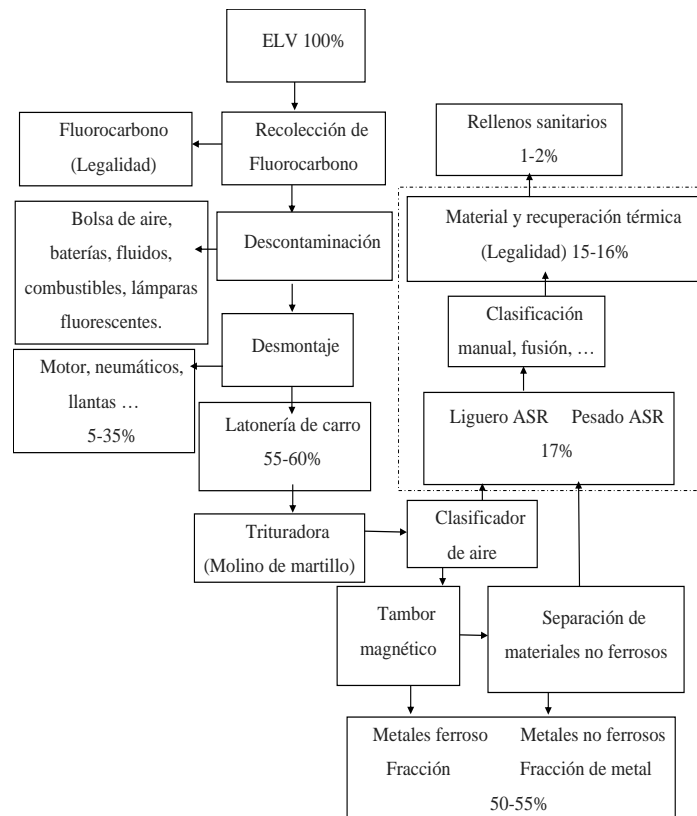 ELV 100%
Fluorocarbono
(Legalidad)
Recolección de
Fluorocarbono
Rellenos sanitarios
1-2%
Bolsa de aire,
baterías, fluidos,
combustibles, lámparas
fluorescentes.
Descontaminación
Material y recuperación térmica
(Legalidad) 15-16%
Desmontaje
Clasificación
manual, fusión, …
Motor, neumáticos,
llantas …
5-35%
Latonería de carro
55-60%
Liguero ASR Pesado ASR
17%
Trituradora
(Molino de martillo)
Clasificador
de aire
Tambor
magnético
Separación de
materiales no ferrosos
Metales ferroso Metales no ferrosos
Fracción Fracción de metal
50-55%